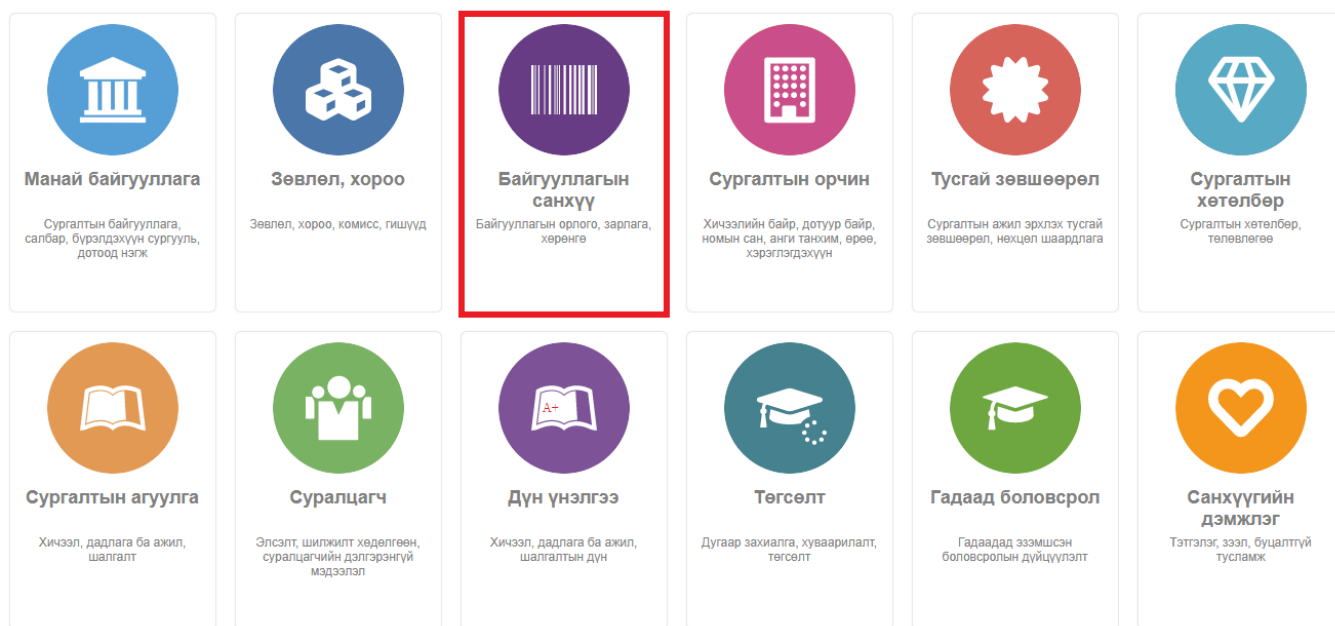 Манай байгууллага
Сургалтын байгууллага,
салбар, бүрэлдэхүүн сургууль,
дотоод нэгж
Зөвлөл, хороо
Зөвлөл, хороо, комисс, гишүүд
Байгууллагын
санхүү
Байгууллагын орлого, зарлага,
хөрөнгө
Сургалтын орчин
Хичээлийн байр, дотуур байр,
номын сан, анги танхим, өрөө,
хэрэглэгдэхүүн
Тусгай зөвшөөрөл
Сургалтын ажил эрхлэх тусгай
зөвшөөрөл, нөхцөл шаардлага
Сургалтын
хөтөлбөр
Сургалтын хөтөлбөр,
төлөвлөгөө
Сургалтын агуулга
Хичээл, дадлага ба ажил,
шалгалт
Суралцагч
Элсэлт, шилжилт хөдөлгөөн,
суралцагчийн дэлгэрэнгүй
мэдээлэл
A+
Дүн үнэлгээ
Хичээл, дадлага ба ажил,
шалгалтын дүн
Төгсөлт
Дугаар захиалга, хуваарилалт,
төгсөлт
Гадаад боловсрол
Гадаадад эзэмшсэн
боловсролын дүйцүүлэлт
Санхүүгийн
дэмжлэг
Тэтгэлэг, зээл, буцалтгүй
тусламж